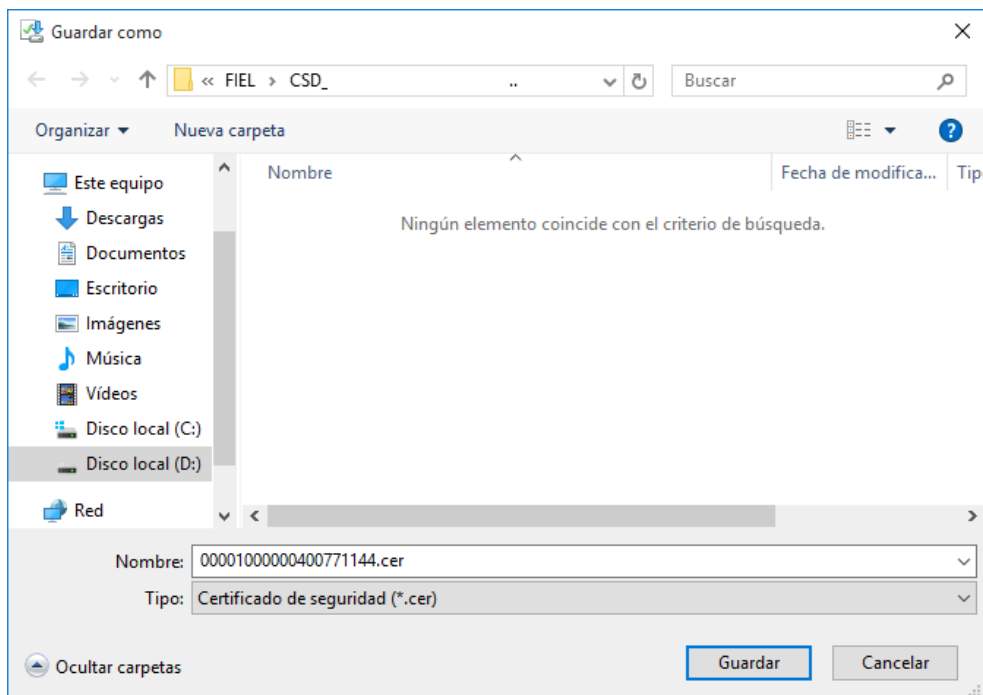 Guardar como
« FIEL > CSD_ ..
Buscar
Organizar Nueva carpeta
?
Este equipo
Descargas
Documentos
Escritorio
Imágenes
Música
Vídeos
Disco local (C:)
Disco local (D:)
Red
Nombre Fecha de modifica... Tip
Ningún elemento coincide con el criterio de búsqueda.
Nombre: 00001000000400771144.cer
Tipo: Certificado de seguridad (*.cer)
Ocultar carpetas Guardar Cancelar